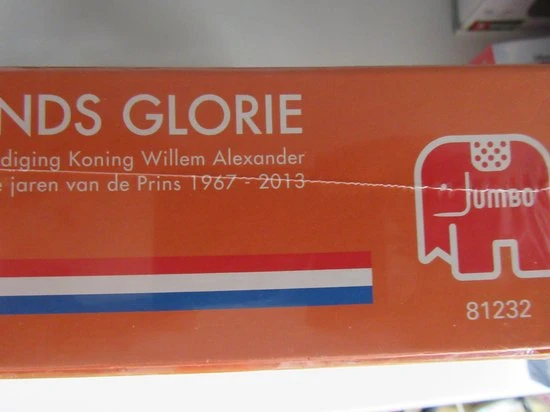 NDS GLORIE
diging Koning Willem Alexander
e jaren van de Prins 1967 - 2013
JUMBO
81232